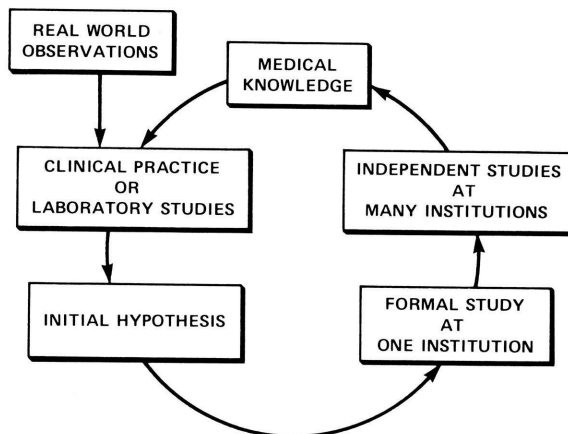 REAL WORLD
OBSERVATIONS
MEDICAL
KNOWLEDGE
CLINICAL PRACTICE
OR
LABORATORY STUDIES
INDEPENDENT STUDIES
AT
MANY INSTITUTIONS
INITIAL HYPOTHESIS
FORMAL STUDY
AT
ONE INSTITUTION